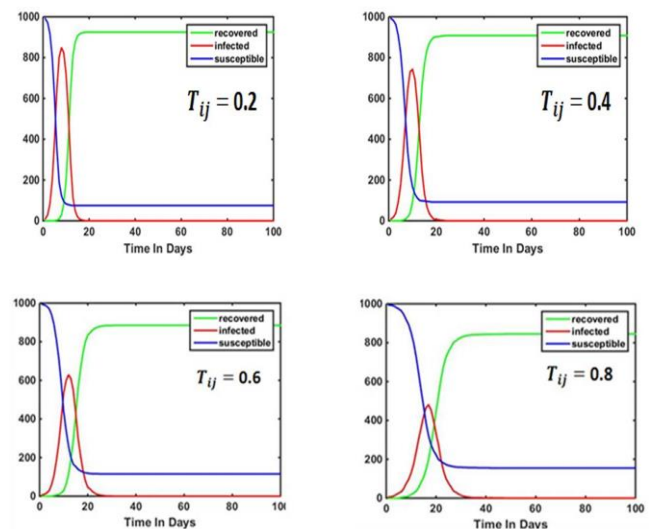 1000
800
600
400
200
0
recovered
infected
susceptible
T_ij = 0.2
0 20 40 60 80 100
Time In Days
1000
800
600
400
200
0
recovered
infected
susceptible
T_ij = 0.4
0 20 40 60 80 100
Time In Days
1000
800
600
400
200
0
recovered
infected
susceptible
T_ij = 0.6
0 20 40 60 80 100
Time In Days
1000
800
600
400
200
0
recovered
infected
susceptible
T_ij = 0.8
0 20 40 60 80 100
Time In Days